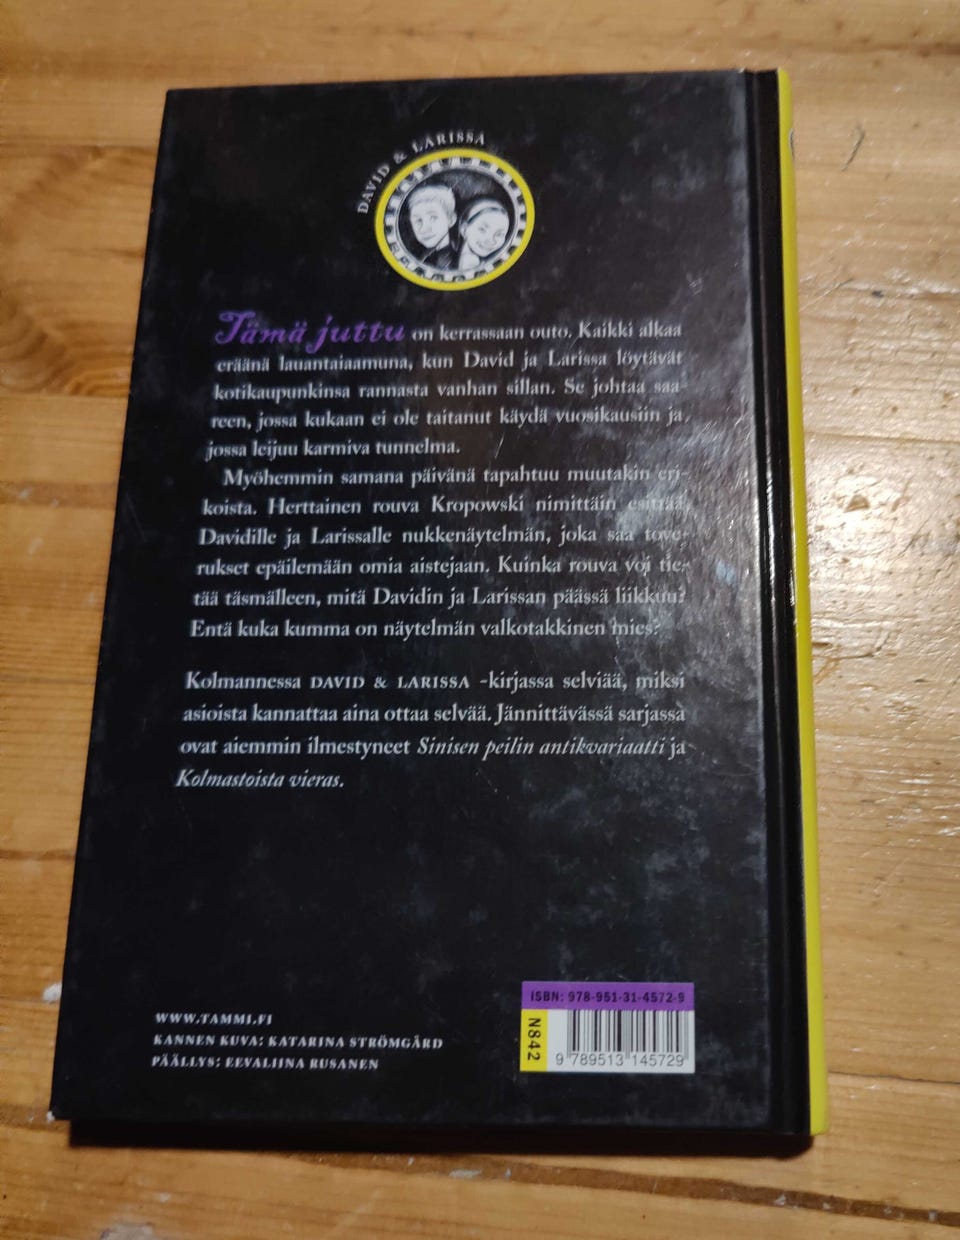 DAVID & LARISSA
Tämä juttu on kerrassaan outo. Kaikki alkaa
eräänä lauantaiaamuna, kun David ja Larissa löytävät
kotikaupunkinsa rannasta vanhan sillan. Se johtaa saa-
reen, jossa kukaan ei ole taitanut käydä vuosikausiin ja
jossa leijuu karmiva tunnelma.
Myöhemmin samana päivänä tapahtuu muutakin eri-
koista. Herttainen rouva Kropowski nimittäin esittää
Davidille ja Larissalle nukkenäytelmän, joka saa tove-
rukset epäilemään omia aistejaan. Kuinka rouva voi tie-
tää täsmälleen, mitä Davidin ja Larissan päässä liikkuu?
Entä kuka kumma on näytelmän valkotakkinen mies?
Kolmannessa DAVID & LARISSA -kirjassa selviää, miksi
asioista kannattaa aina ottaa selvää. Jännittävässä sarjassa
ovat aiemmin ilmestyneet Sinisen peilin antikvariaatti ja
Kolmastoista vieras.
WWW.TAMMI.FI
KANNEN KUVA: KATARINA STRÖMGÅRD
PÄÄLLYS: EEVALIINA RUSANEN
ISBN: 978-951-31-4572-9
N842
9 789513 145729